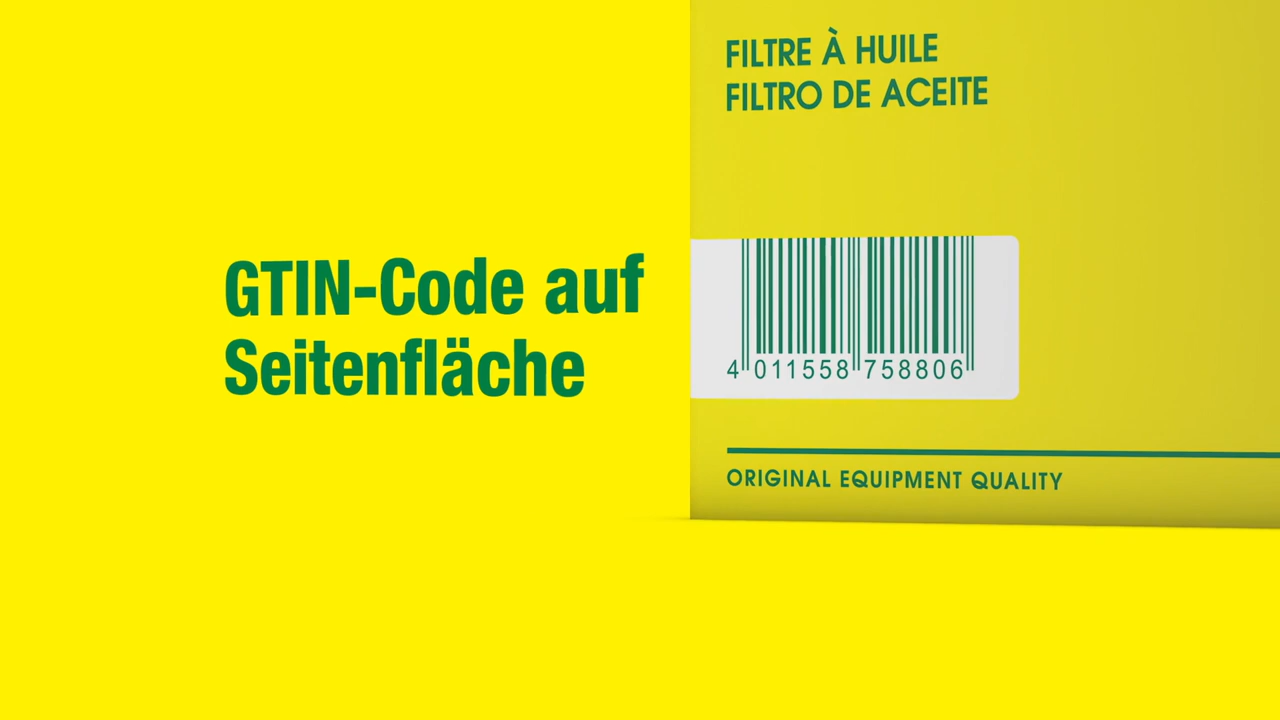 GTIN-Code auf
Seitenfläche
FILTRE À HUILE
FILTRO DE ACEITE
4 011558 758806
ORIGINAL EQUIPMENT QUALITY